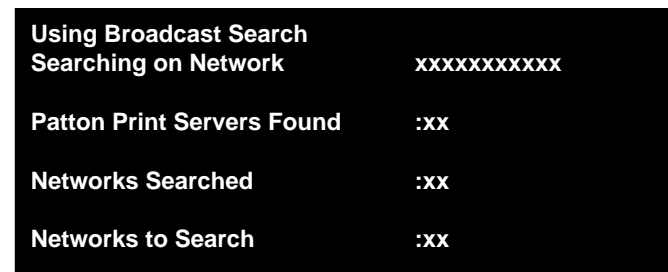 Using Broadcast Search
Searching on Network xxxxxxxxxxx
Patton Print Servers Found :xx
Networks Searched :xx
Networks to Search :xx